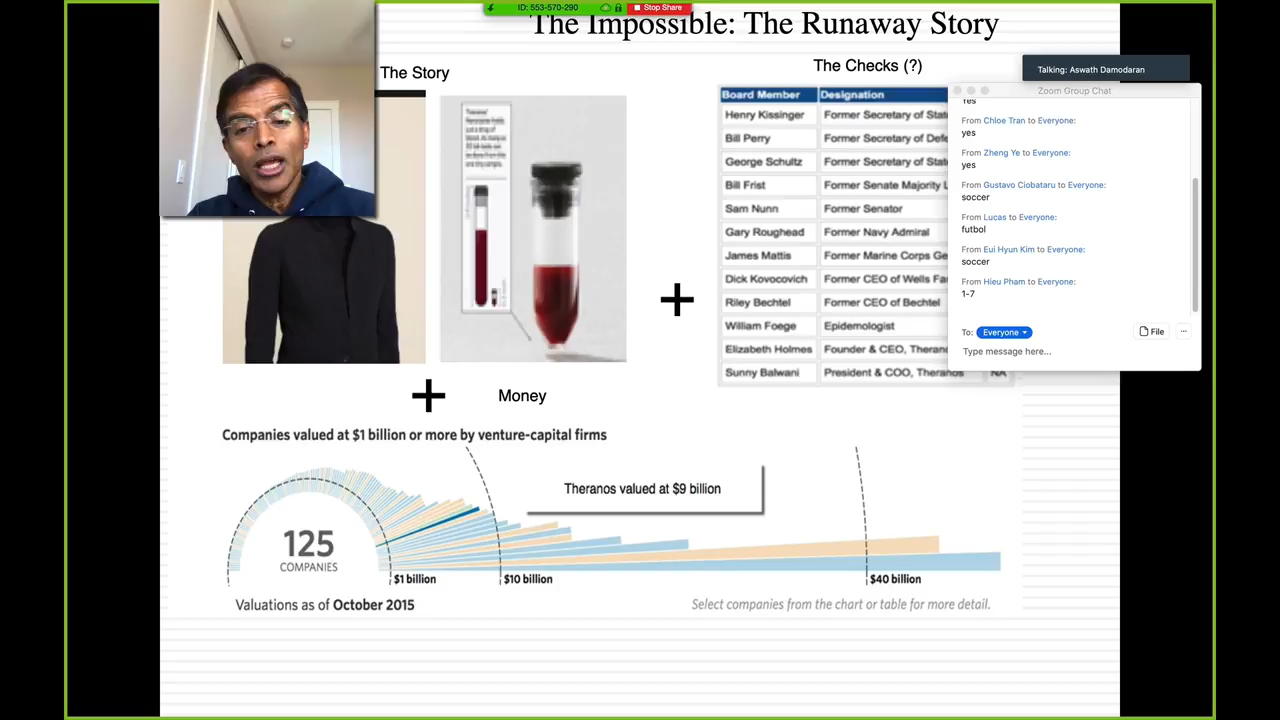 ID: 553-570-290
Stop Share
The Impossible: The Runaway Story
The Story
The Checks (?)
Talking: Aswath Damodaran
Board Member Designation
Henry Kissinger Former Secretary of Stat
Bill Perry Former Secretary of Defe
George Schultz Former Secretary of Stat
Bill Frist Former Senate Majority L
Sam Nunn Former Senator
Gary Roughead Former Navy Admiral
James Mattis Former Marine Corps Ge
Dick Kovocovich Former CEO of Wells Fa
Riley Bechtel Former CEO of Bechtel
William Foege Epidemiologist
Elizabeth Holmes Founder & CEO, Theran
Sunny Balwani President & COO, Theranos NA
Zoom Group Chat
yes
From Chloe Tran to Everyone:
yes
From Zheng Ye to Everyone:
yes
From Gustavo Ciobataru to Everyone:
soccer
From Lucas to Everyone:
futbol
From Eui Hyun Kim to Everyone:
soccer
From Hieu Pham to Everyone:
1-7
To: Everyone
File
...
Type message here...
+
+
Money
Companies valued at $1 billion or more by venture-capital firms
Theranos valued at $9 billion
125
COMPANIES
$1 billion
$10 billion
$40 billion
Valuations as of October 2015
Select companies from the chart or table for more detail.